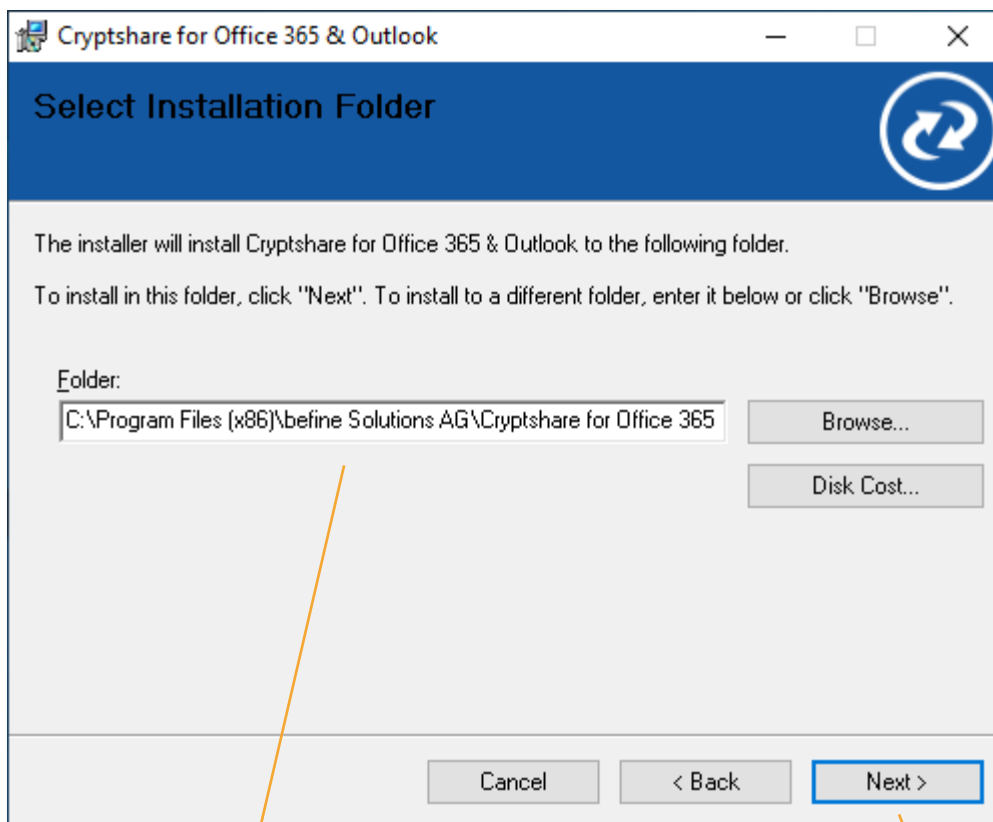 Cryptshare for Office 365 & Outlook
Select Installation Folder
The installer will install Cryptshare for Office 365 & Outlook to the following folder.
To install in this folder, click "Next". To install to a different folder, enter it below or click "Browse".
Folder:
C:\Program Files (x86)\befine Solutions AG\Cryptshare for Office 365
Browse...
Disk Cost...
Cancel
< Back
Next >